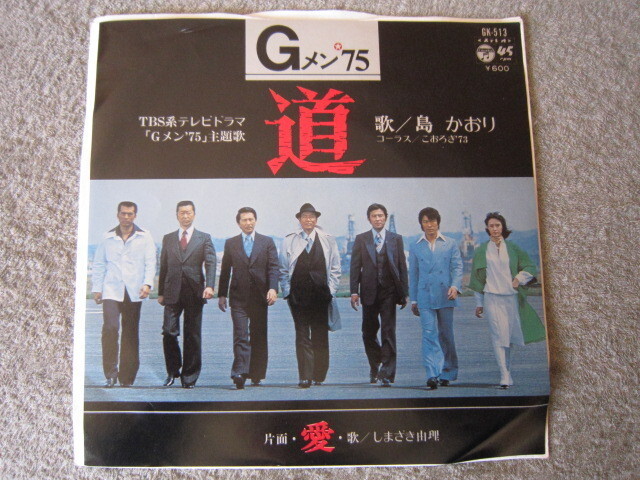 Gメン'75
GK-513
45
¥600
TBS系テレビドラマ
「Gメン'75」主題歌
道
歌／島 かおり
コーラス／こおろぎ'73
片面・愛・歌／しまざき由理